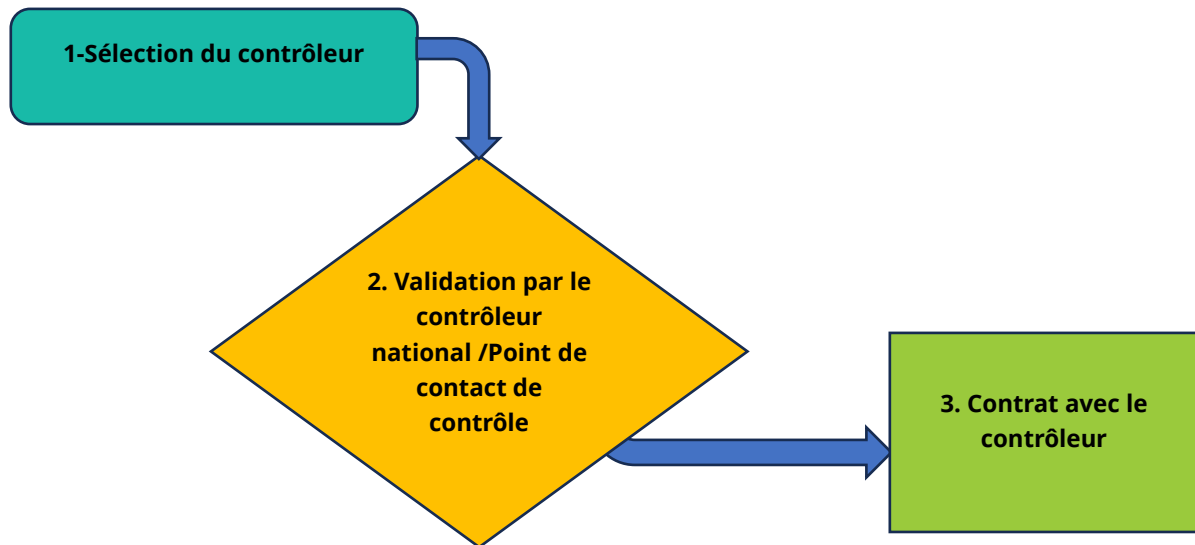 1-Sélection du contrôleur
2. Validation par le
contrôleur
national /Point de
contact de
contrôle
3. Contrat avec le
contrôleur